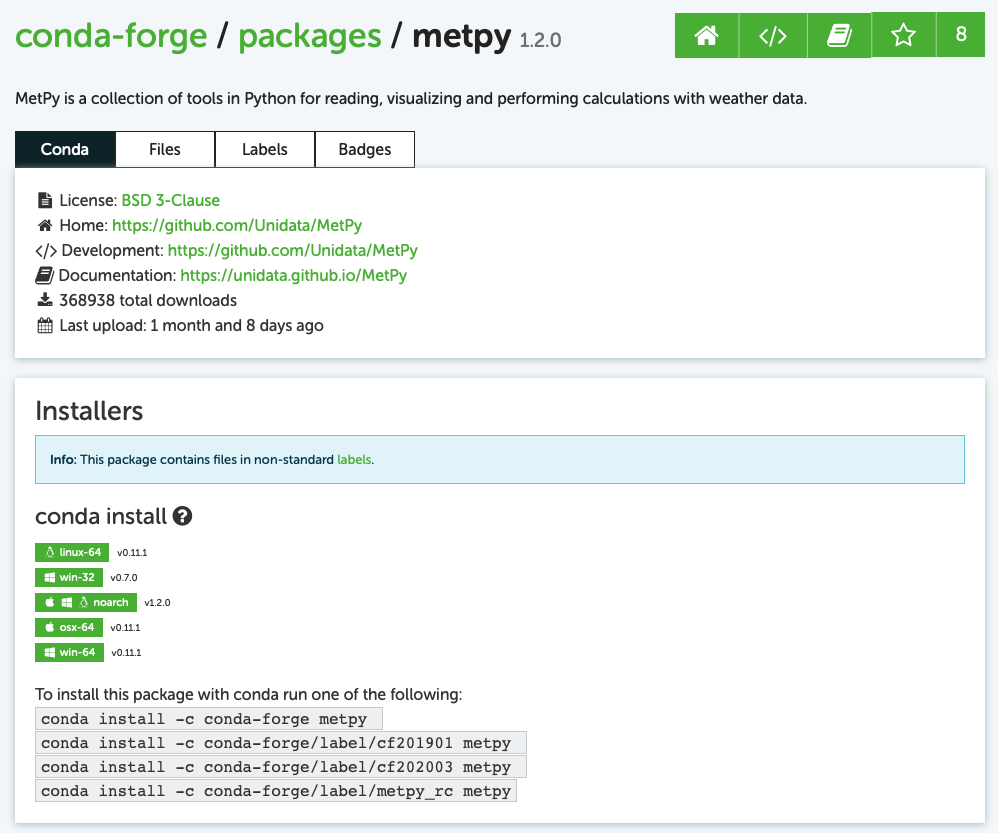 conda-forge / packages / metpy 1.2.0
8
MetPy is a collection of tools in Python for reading, visualizing and performing calculations with weather data.
Conda Files Labels Badges
License: BSD 3-Clause
Home: https://github.com/Unidata/MetPy
</> Development: https://github.com/Unidata/MetPy
Documentation: https://unidata.github.io/MetPy
368938 total downloads
Last upload: 1 month and 8 days ago
Installers
Info: This package contains files in non-standard labels.
conda install ?
linux-64 v0.11.1
win-32 v0.7.0
noarch v1.2.0
osx-64 v0.11.1
win-64 v0.11.1
To install this package with conda run one of the following:
conda install -c conda-forge metpy
conda install -c conda-forge/label/cf201901 metpy
conda install -c conda-forge/label/cf202003 metpy
conda install -c conda-forge/label/metpy_rc metpy